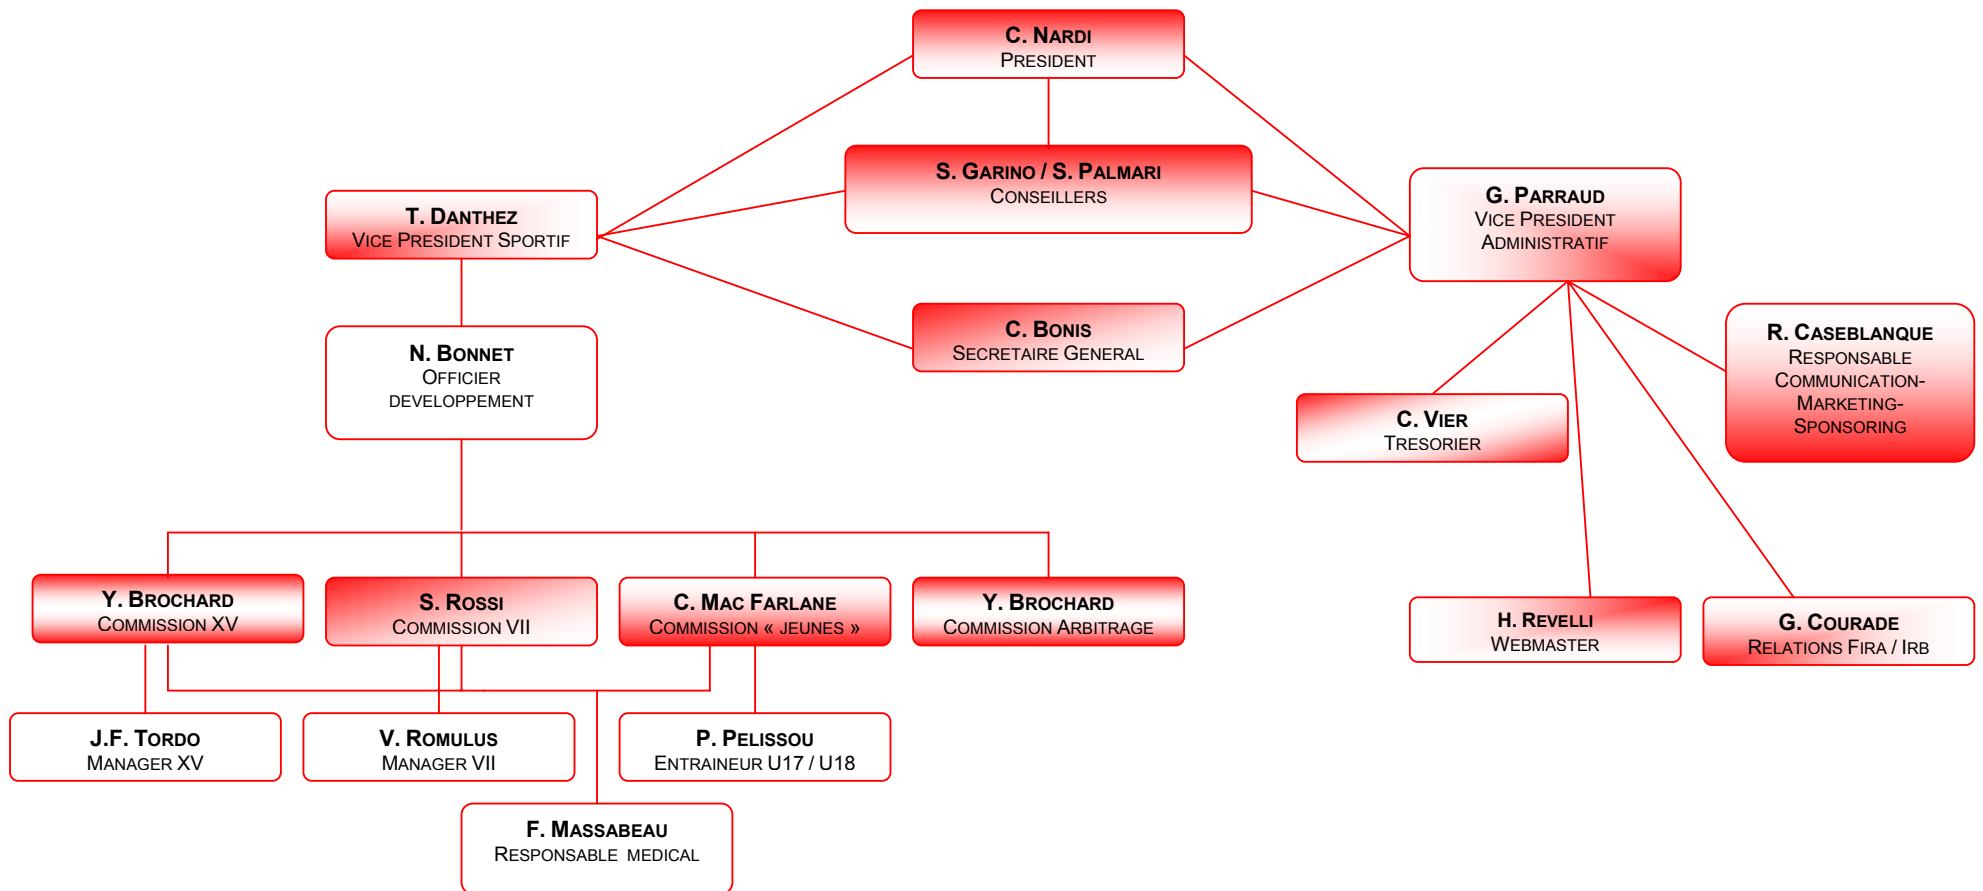 C. NARDI
PRESIDENT
S. GARINO / S. PALMARI
CONSEILLERS
T. DANTHEZ
VICE PRESIDENT SPORTIF
G. PARRAUD
VICE PRESIDENT
ADMINISTRATIF
C. BONIS
SECRETAIRE GENERAL
N. BONNET
OFFICIER
DEVELOPPEMENT
R. CASEBLANQUE
RESPONSABLE
COMMUNICATION-
MARKETING-
SPONSORING
C. VIER
TRESORIER
Y. BROCHARD
COMMISSION XV
S. ROSSI
COMMISSION VII
C. MAC FARLANE
COMMISSION « JEUNES »
Y. BROCHARD
COMMISSION ARBITRAGE
H. REVELLI
WEBMASTER
G. COURADE
RELATIONS FIRA / IRB
J.F. TORDO
MANAGER XV
V. ROMULUS
MANAGER VII
P. PELISSOU
ENTRAINEUR U17 / U18
F. MASSABEAU
RESPONSABLE MEDICAL